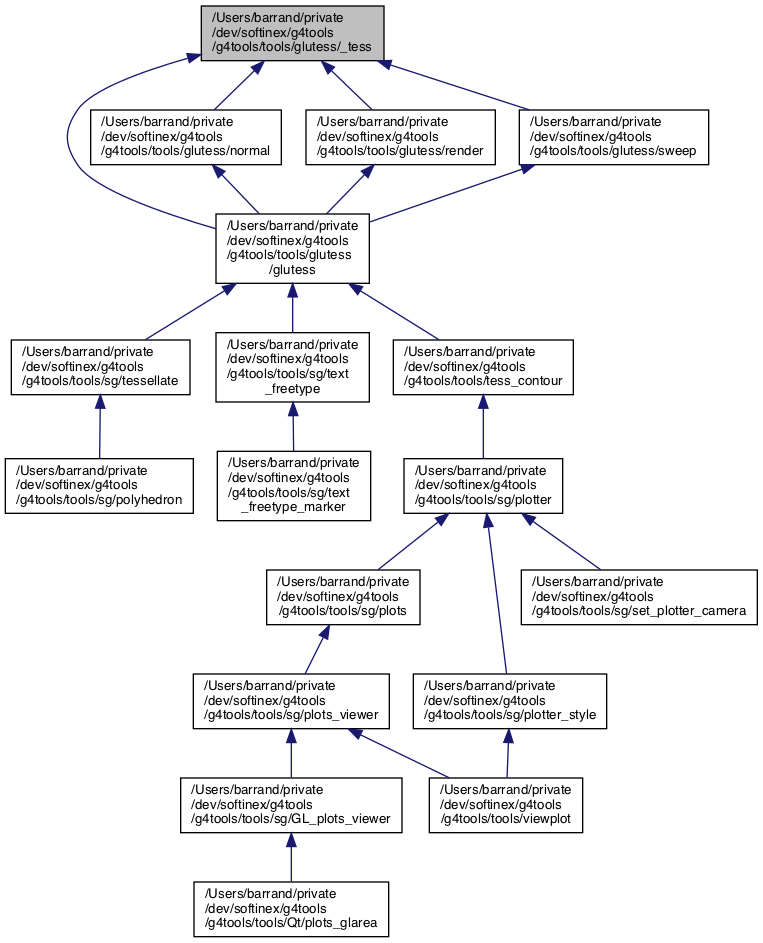 /Users/barrand/private
/dev/softinex/g4tools
/g4tools/tools/glutess/_tess
/Users/barrand/private
/dev/softinex/g4tools
/g4tools/tools/glutess/normal
/Users/barrand/private
/dev/softinex/g4tools
/g4tools/tools/glutess/render
/Users/barrand/private
/dev/softinex/g4tools
/g4tools/tools/glutess/sweep
/Users/barrand/private
/dev/softinex/g4tools
/g4tools/tools/glutess
/glutess
/Users/barrand/private
/dev/softinex/g4tools
/g4tools/tools/sg/tessellate
/Users/barrand/private
/dev/softinex/g4tools
/g4tools/tools/sg/text
_freetype
/Users/barrand/private
/dev/softinex/g4tools
/g4tools/tools/tess_contour
/Users/barrand/private
/dev/softinex/g4tools
/g4tools/tools/sg/polyhedron
/Users/barrand/private
/dev/softinex/g4tools
/g4tools/tools/sg/text
_freetype_marker
/Users/barrand/private
/dev/softinex/g4tools
/g4tools/tools/sg/plotter
/Users/barrand/private
/dev/softinex/g4tools
/g4tools/tools/sg/plots
/Users/barrand/private
/dev/softinex/g4tools
/g4tools/tools/sg/set_plotter_camera
/Users/barrand/private
/dev/softinex/g4tools
/g4tools/tools/sg/plots_viewer
/Users/barrand/private
/dev/softinex/g4tools
/g4tools/tools/sg/plotter_style
/Users/barrand/private
/dev/softinex/g4tools
/g4tools/tools/sg/GL_plots_viewer
/Users/barrand/private
/dev/softinex/g4tools
/g4tools/tools/viewplot
/Users/barrand/private
/dev/softinex/g4tools
/g4tools/tools/Qt/plots_glarea